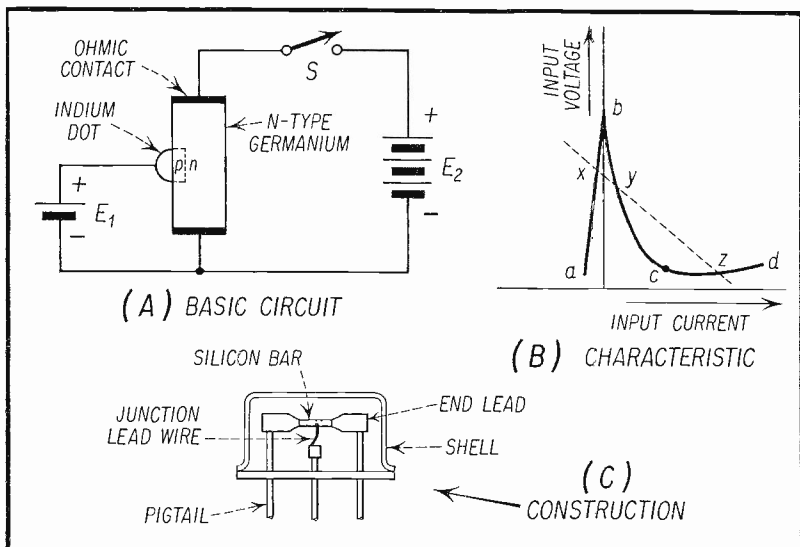 OHMIC
CONTACT
S
INDIUM
DOT
N-TYPE
GERMANIUM
p n
+
E1
−
+
E2
−
(A) BASIC CIRCUIT
INPUT
VOLTAGE
b
x
y
a
c
z
d
INPUT CURRENT
(B) CHARACTERISTIC
SILICON BAR
END LEAD
JUNCTION
LEAD WIRE
SHELL
PIGTAIL
(C)
CONSTRUCTION